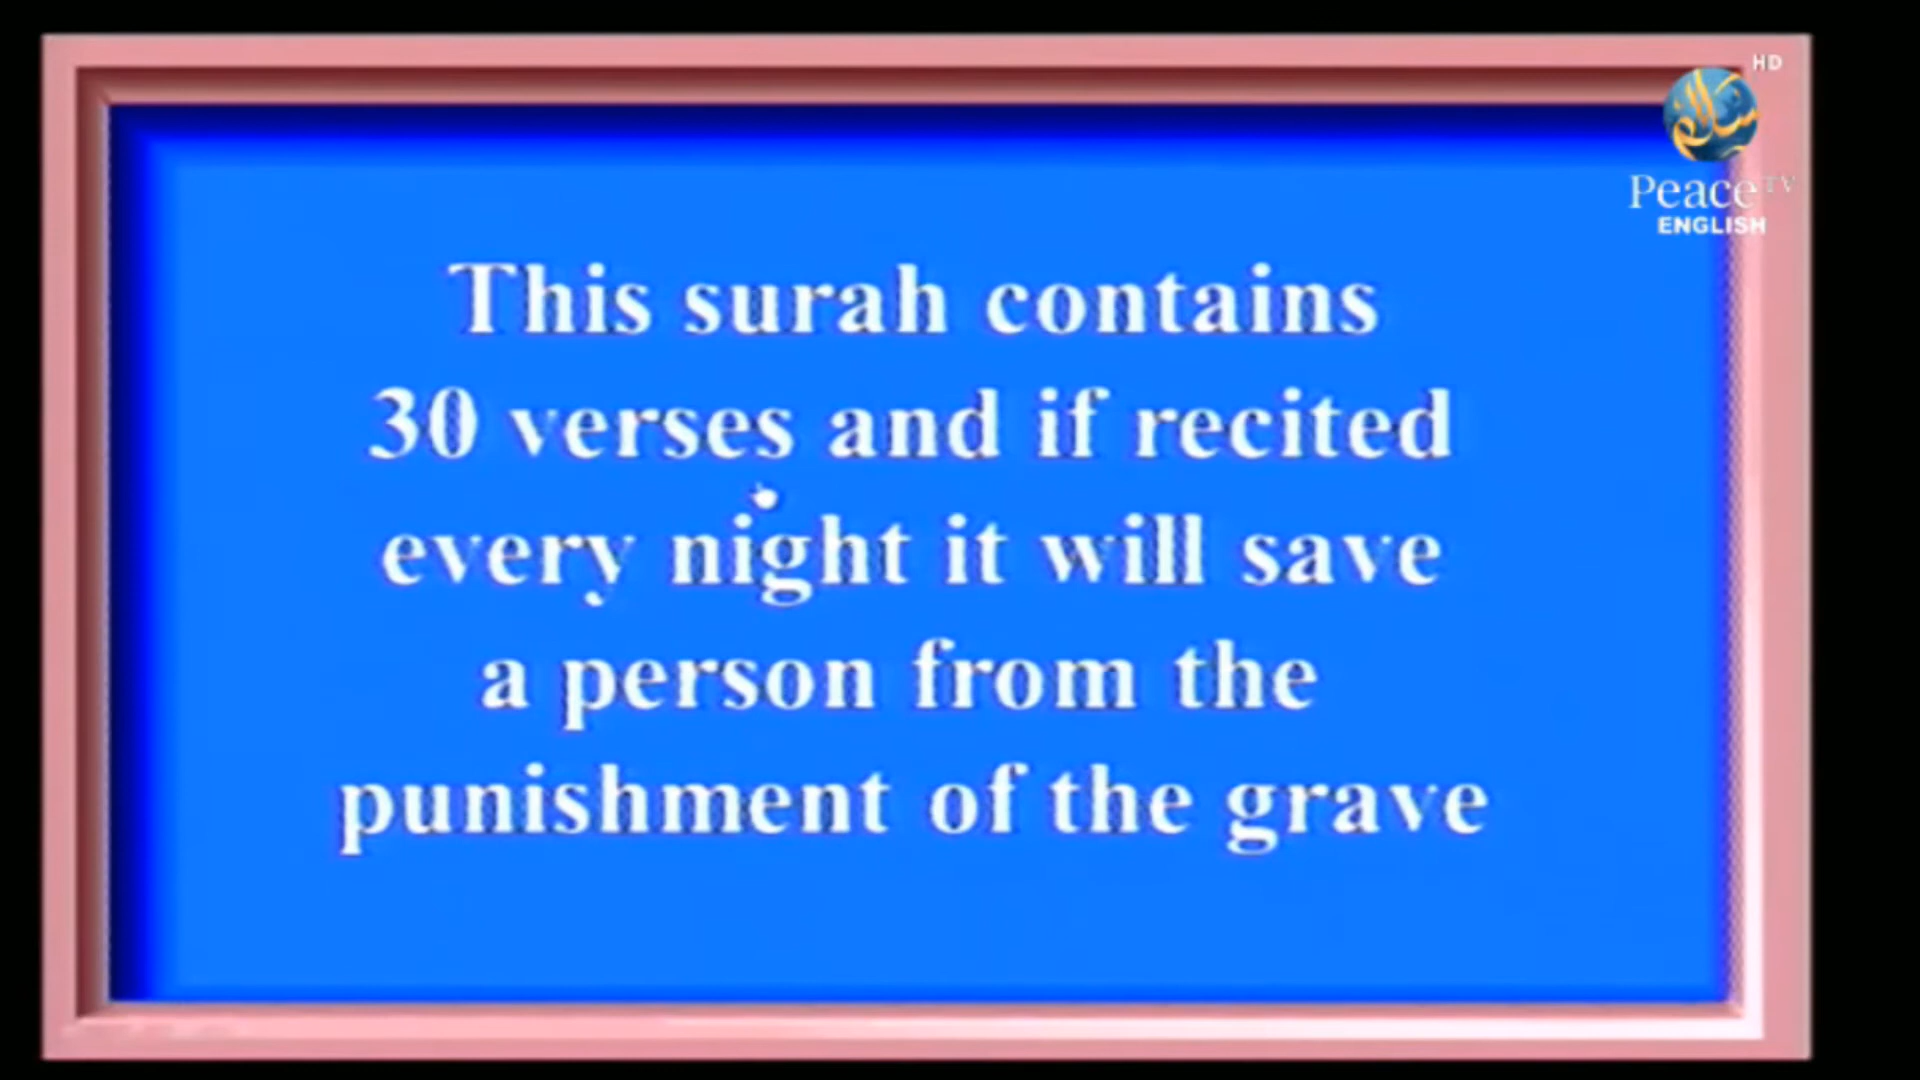 HD
سلام
Peace TV
ENGLISH
This surah contains
30 verses and if recited
every night it will save
a person from the
punishment of the grave